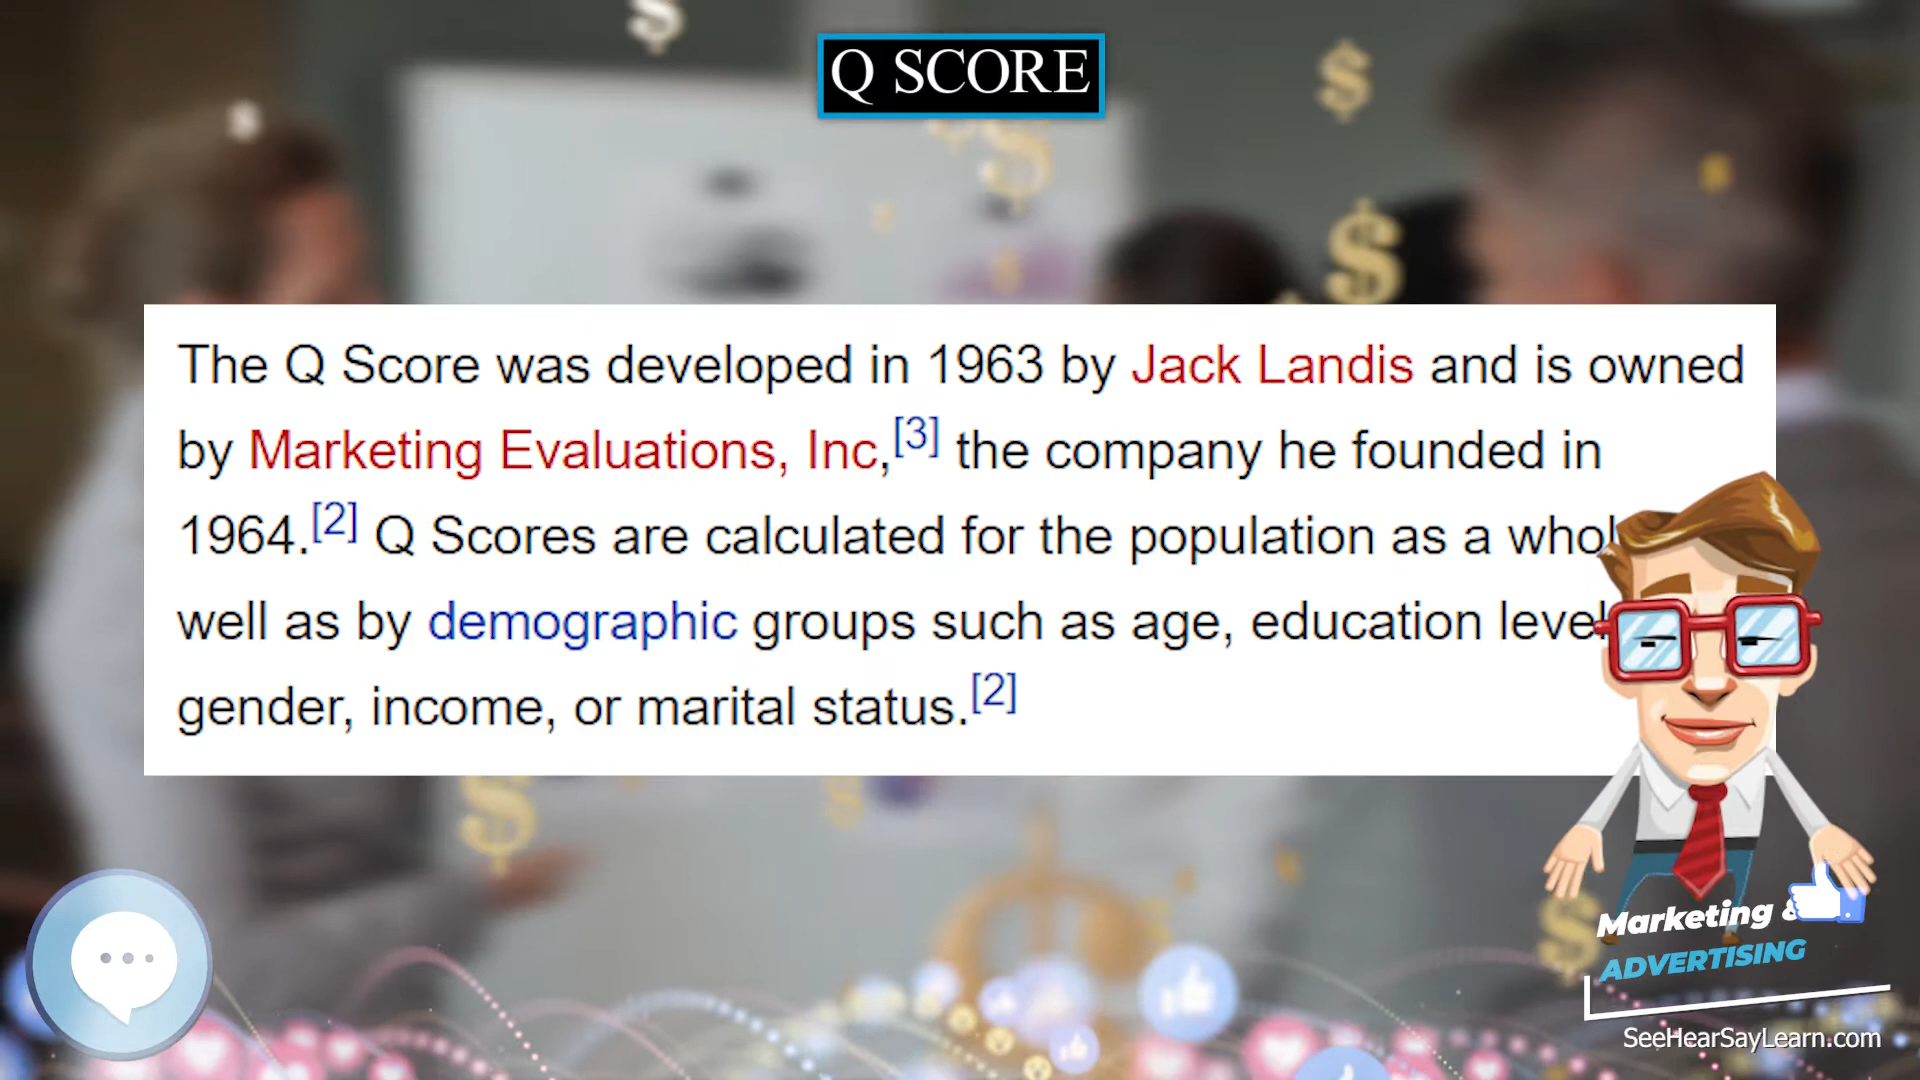 Q SCORE
The Q Score was developed in 1963 by Jack Landis and is owned
by Marketing Evaluations, Inc,[3] the company he founded in
1964.[2] Q Scores are calculated for the population as a
well as by demographic groups such as age, education level
gender, income, or marital status.[2]
Marketing &
ADVERTISING
SeeHearSayLearn.com